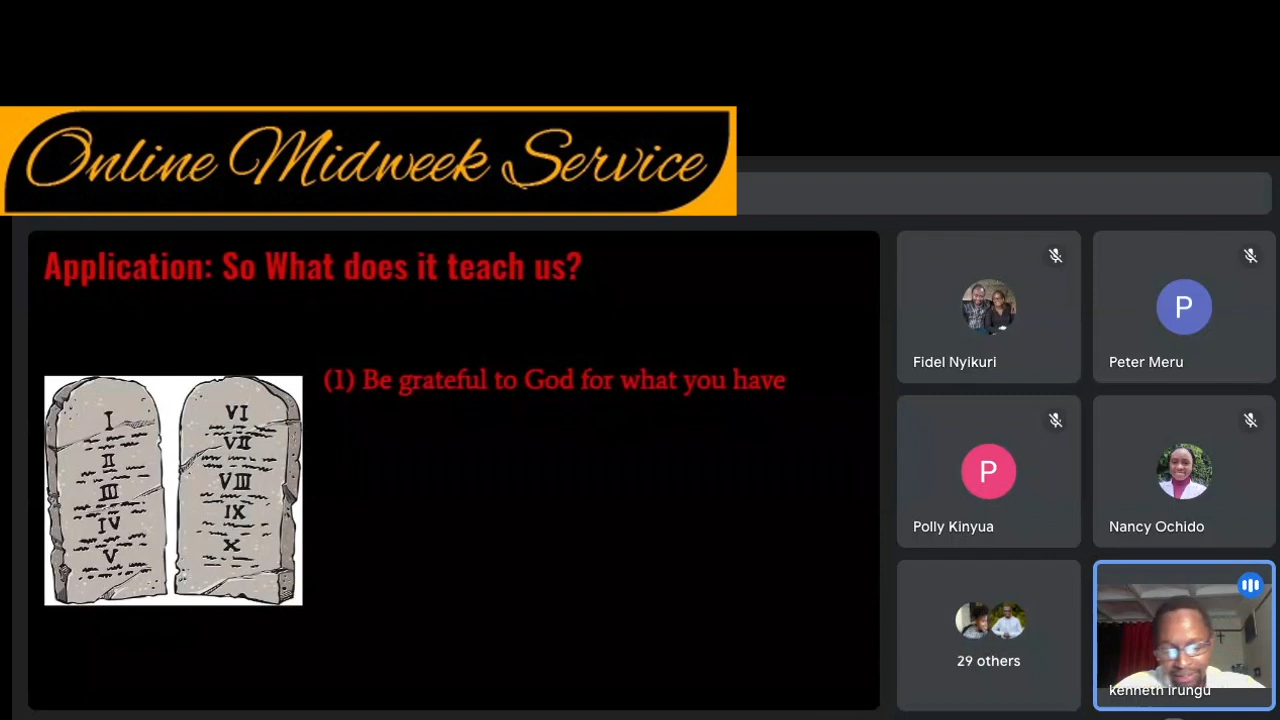 Online Midweek Service
Application: So What does it teach us?
(1) Be grateful to God for what you have
I
II
III
IV
V
VI
VII
VIII
IX
X
Fidel Nyikuri
P
Peter Meru
P
Polly Kinyua
Nancy Ochido
29 others
kenneth irungu